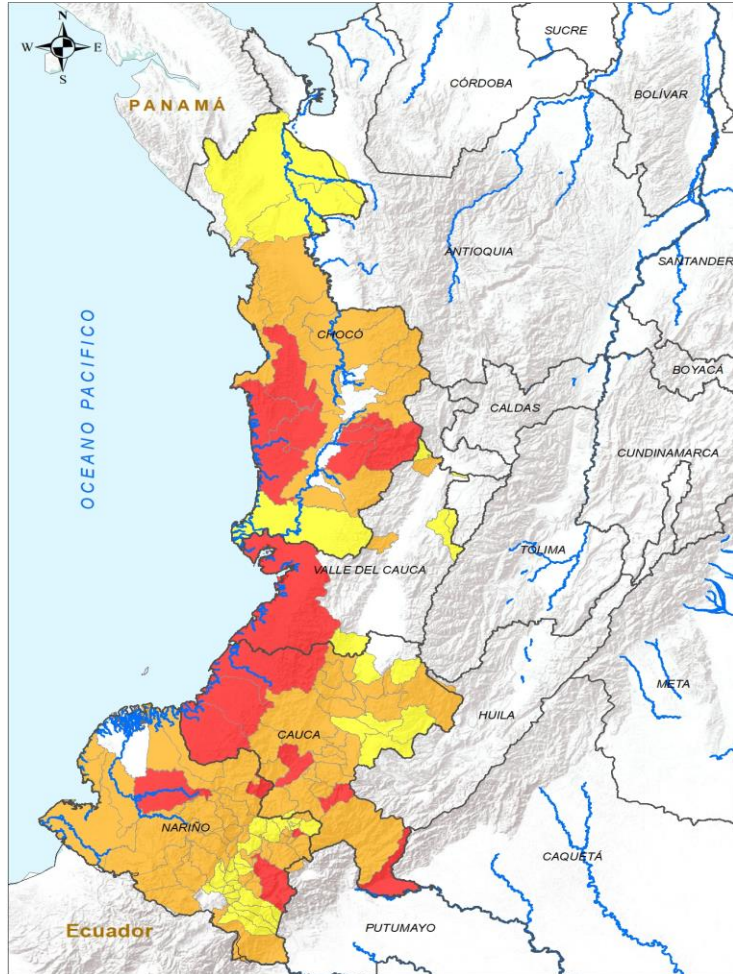 N
W E
S
PANAMÁ
SUCRE
CÓRDOBA
BOLÍVAR
ANTIOQUIA
SANTANDER
OCEANO PACIFICO
CHOCÓ
BOYACÁ
CALDAS
CUNDINAMARCA
TOLIMA
VALLE DEL CAUCA
META
HUILA
CAUCA
NARIÑO
CAQUETÁ
Ecuador
PUTUMAYO